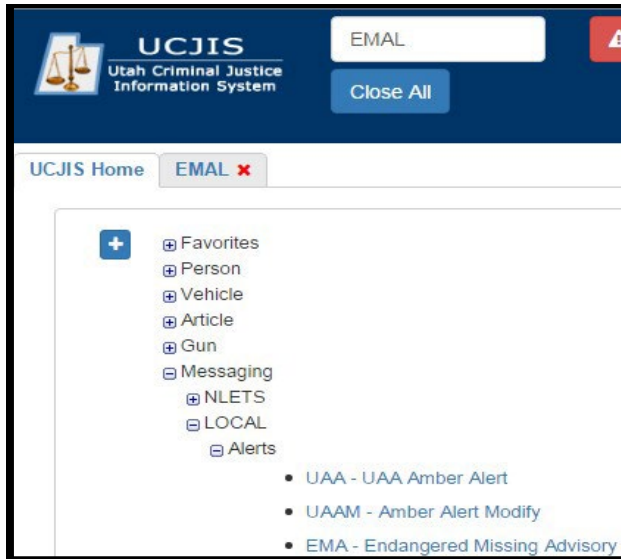 UCJIS
Utah Criminal Justice
Information System
EMAL
Close All
UCJIS Home
EMAL
Favorites
Person
Vehicle
Article
Gun
Messaging
NLETS
LOCAL
Alerts
UAA - UAA Amber Alert
UAAM - Amber Alert Modify
EMA - Endangered Missing Advisory